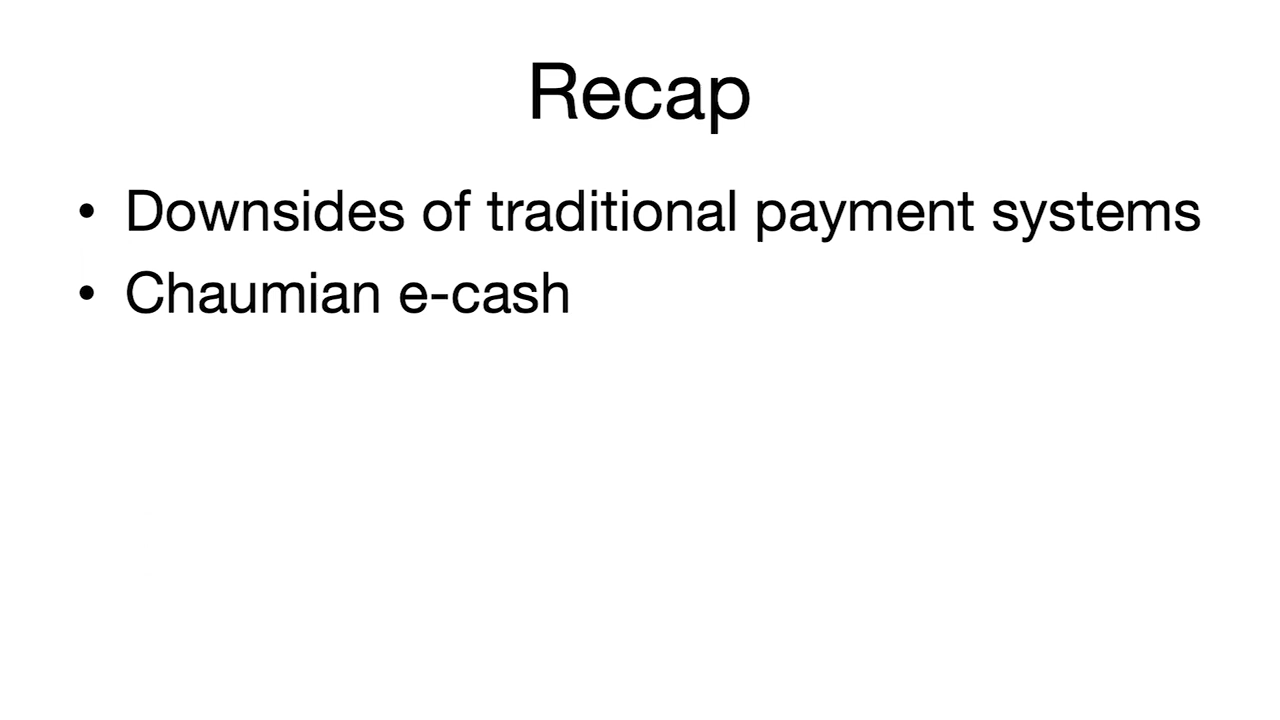 Recap
• Downsides of traditional payment systems
• Chaumian e-cash